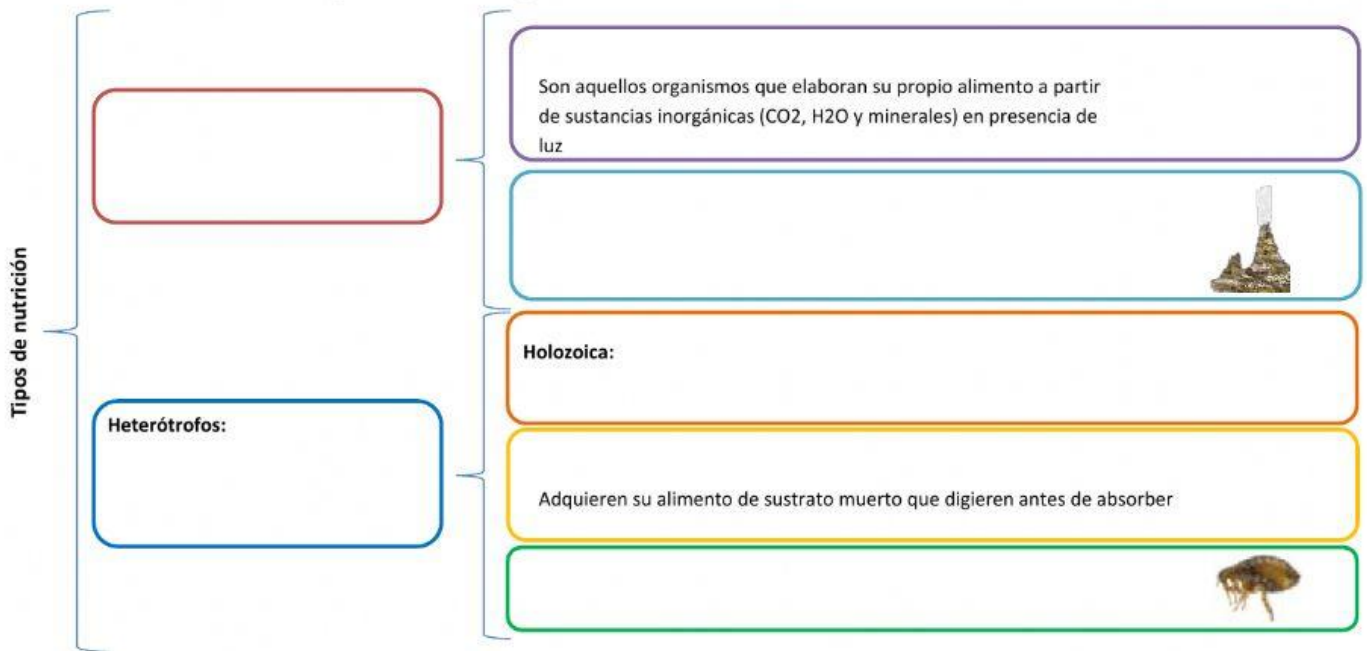 Tipos de nutrición
Son aquellos organismos que elaboran su propio alimento a partir
de sustancias inorgánicas (CO2, H2O y minerales) en presencia de
luz
Holozoica:
Heterótrofos:
Adquieren su alimento de sustrato muerto que digieren antes de absorber